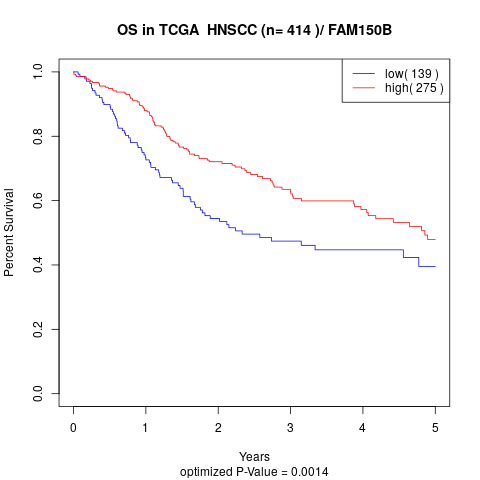 OS in TCGA  HNSCC (n= 414 )/ FAM150B
low( 139 )
high( 275 )
Percent Survival
1.0
0.8
0.6
0.4
0.2
0.0
0 1 2 3 4 5
Years
optimized P-Value = 0.0014